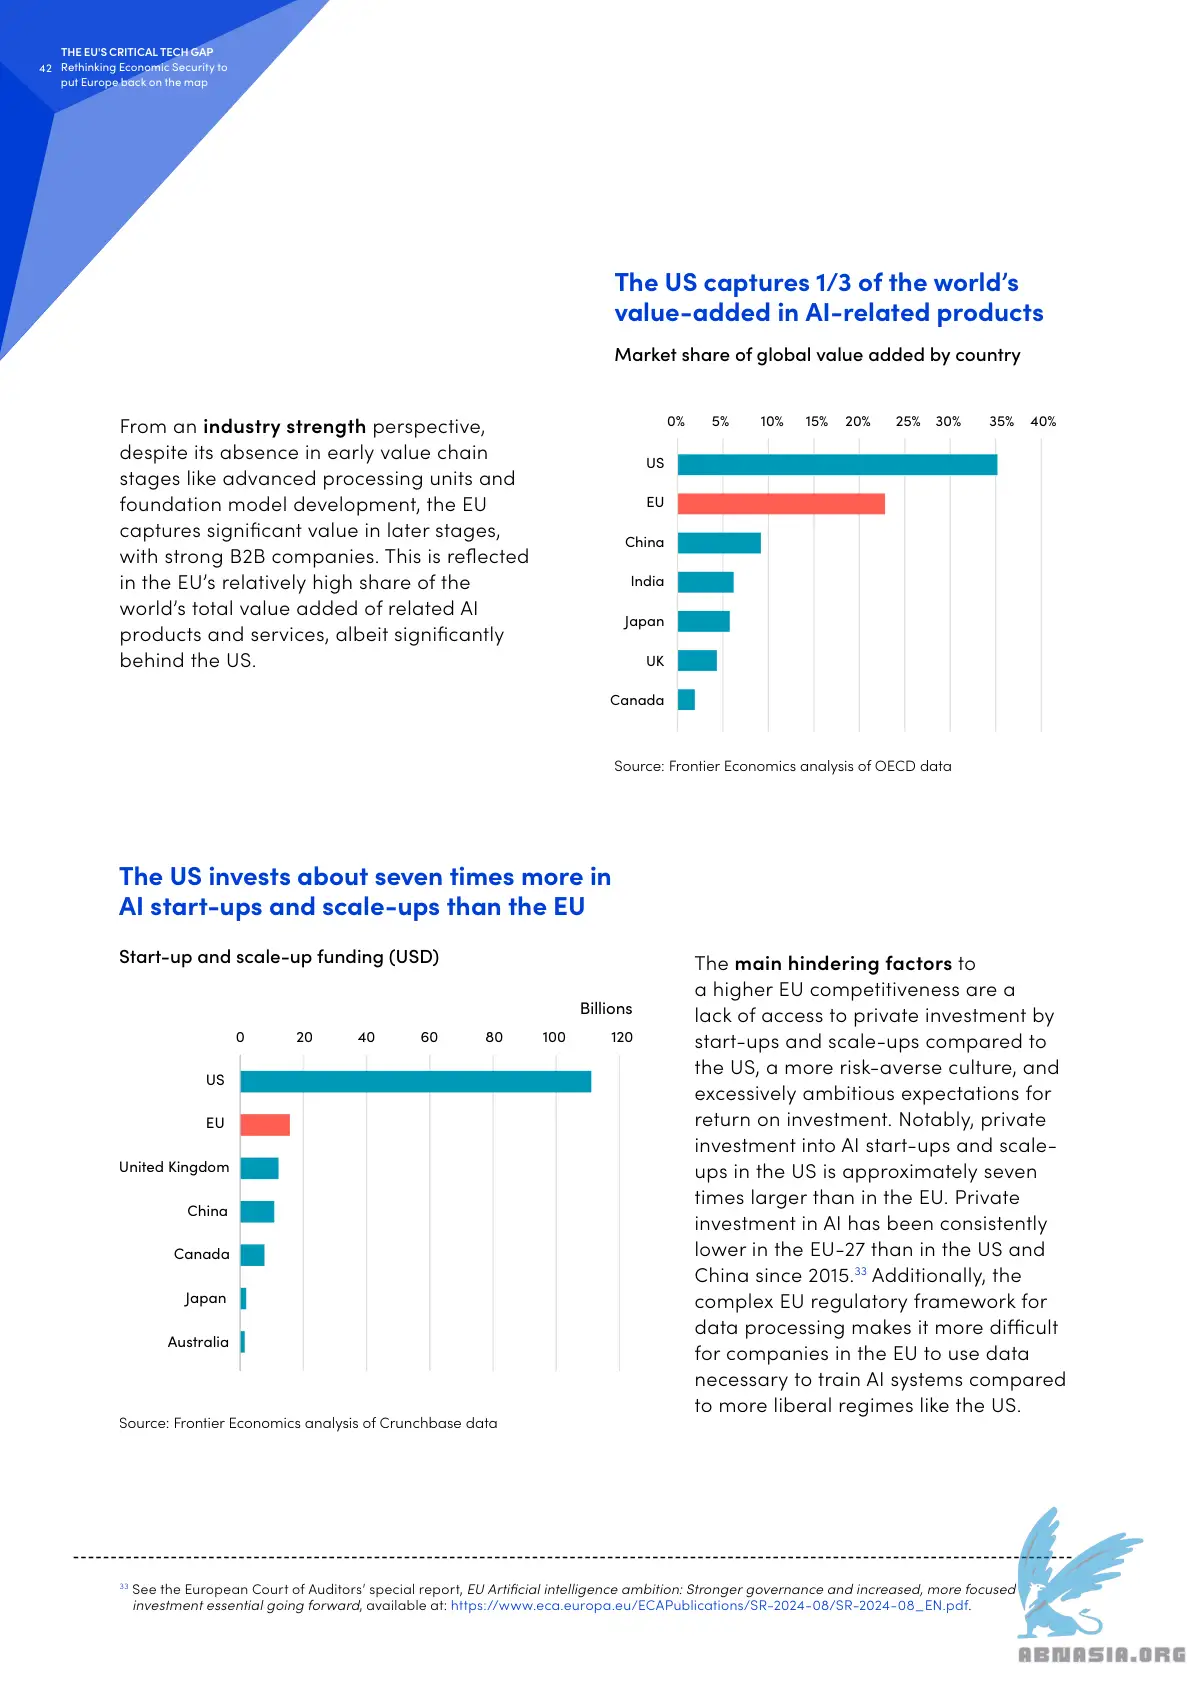 THE EU'S CRITICAL TECH GAP
42 Rethinking Economic Security to
put Europe back on the map
The US captures 1/3 of the world’s
value-added in AI-related products
Market share of global value added by country
0% 5% 10% 15% 20% 25% 30% 35% 40%
US
EU
China
India
Japan
UK
Canada
Source: Frontier Economics analysis of OECD data
From an industry strength perspective,
despite its absence in early value chain
stages like advanced processing units and
foundation model development, the EU
captures significant value in later stages,
with strong B2B companies. This is reflected
in the EU’s relatively high share of the
world’s total value added of related AI
products and services, albeit significantly
behind the US.
The US invests about seven times more in
AI start-ups and scale-ups than the EU
Start-up and scale-up funding (USD)
Billions
0 20 40 60 80 100 120
US
EU
United Kingdom
China
Canada
Japan
Australia
Source: Frontier Economics analysis of Crunchbase data
The main hindering factors to
a higher EU competitiveness are a
lack of access to private investment by
start-ups and scale-ups compared to
the US, a more risk-averse culture, and
excessively ambitious expectations for
return on investment. Notably, private
investment into AI start-ups and scale-
ups in the US is approximately seven
times larger than in the EU. Private
investment in AI has been consistently
lower in the EU-27 than in the US and
China since 2015.33 Additionally, the
complex EU regulatory framework for
data processing makes it more difficult
for companies in the EU to use data
necessary to train AI systems compared
to more liberal regimes like the US.
33 See the European Court of Auditors’ special report, EU Artificial intelligence ambition: Stronger governance and increased, more focused
investment essential going forward, available at: https://www.eca.europa.eu/ECAPublications/SR-2024-08/SR-2024-08_EN.pdf.
ABNASIA.ORG